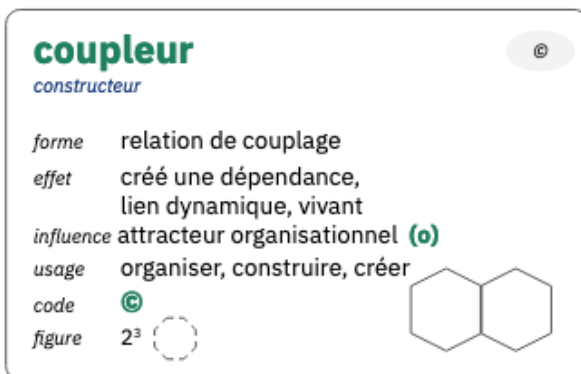 coupleur
©
constructeur
forme relation de couplage
effet créé une dépendance,
lien dynamique, vivant
influence attracteur organisationnel (o)
usage organiser, construire, créer
code ©
figure 2³